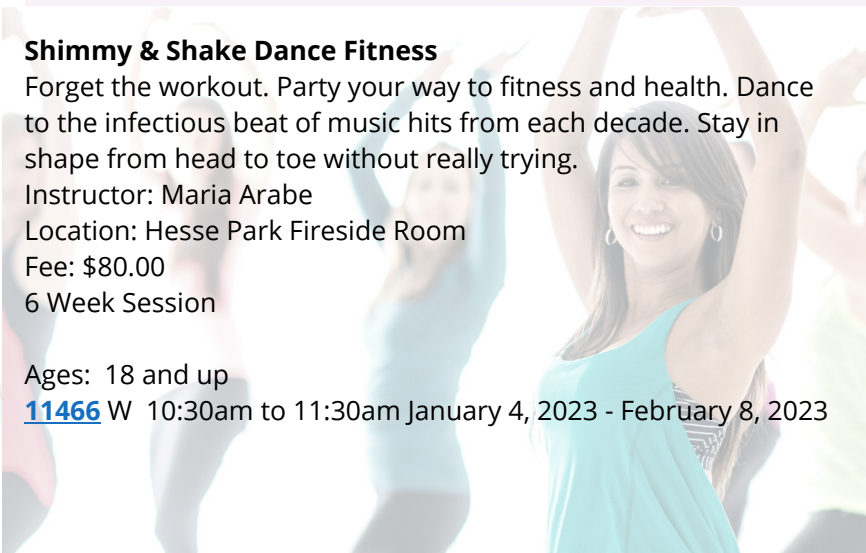 Shimmy & Shake Dance Fitness
Forget the workout. Party your way to fitness and health. Dance
to the infectious beat of music hits from each decade. Stay in
shape from head to toe without really trying.
Instructor: Maria Arabe
Location: Hesse Park Fireside Room
Fee: $80.00
6 Week Session
Ages:  18 and up
11466 W  10:30am to 11:30am January 4, 2023 - February 8, 2023